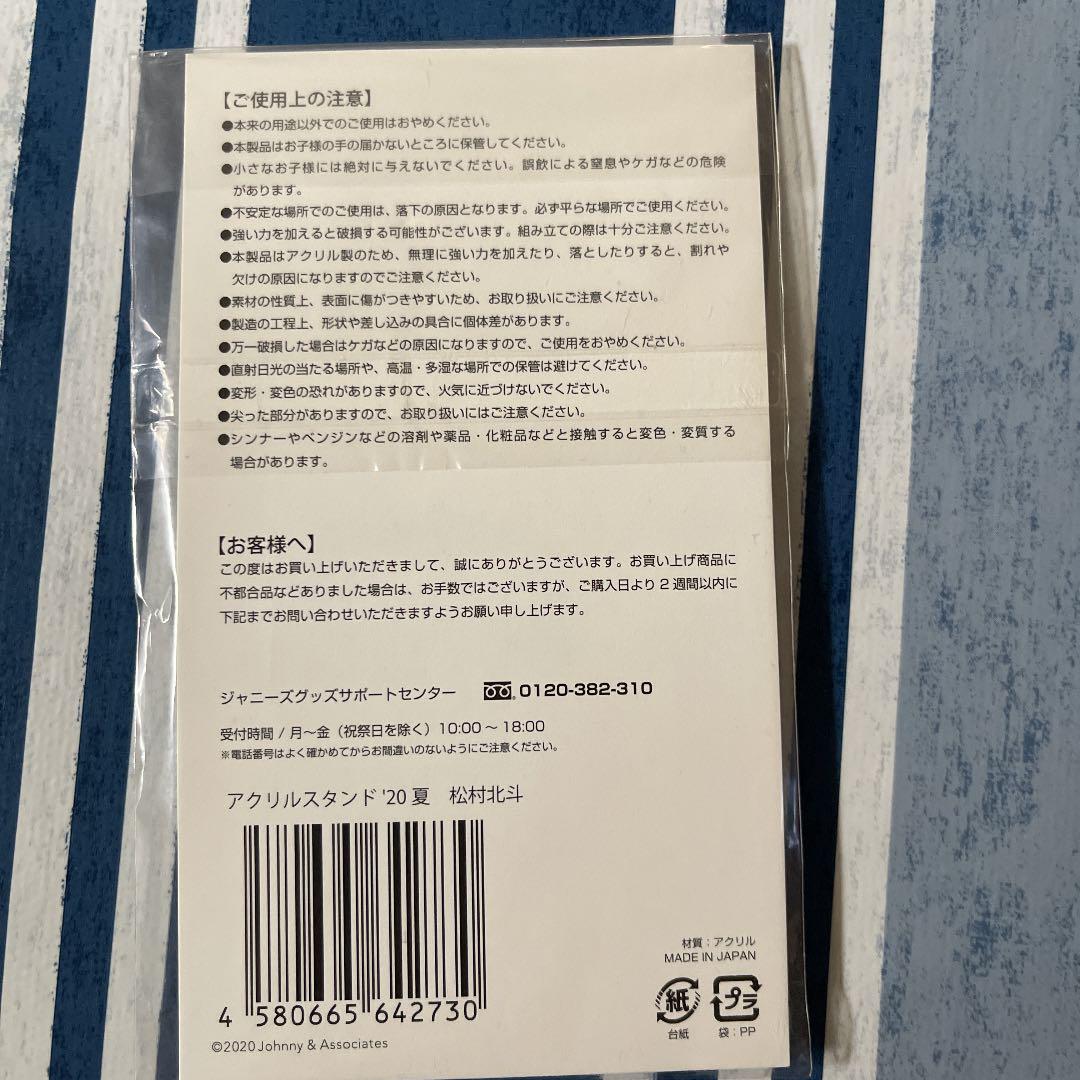 【ご使用上の注意】
●本来の用途以外でのご使用はおやめください。
●本製品はお子様の手の届かないところに保管してください。
●小さなお子様には絶対に与えないでください。誤飲による窒息やケガなどの危険
があります。
●不安定な場所でのご使用は、落下の原因となります。必ず平らな場所でご使用ください。
●強い力を加えると破損する可能性がございます。組み立ての際は十分ご注意ください。
●本製品はアクリル製のため、無理に強い力を加えたり、落としたりすると、割れや
欠けの原因になりますのでご注意ください。
●素材の性質上、表面に傷がつきやすいため、お取り扱いにご注意ください。
●製造の工程上、形状や差し込みの具合に個体差があります。
●万一破損した場合はケガなどの原因になりますので、ご使用をおやめください。
●直射日光の当たる場所や、高温・多湿な場所での保管は避けてください。
●変形・変色の恐れがありますので、火気に近づけないでください。
●尖った部分がありますので、お取り扱いにはご注意ください。
●シンナーやベンジンなどの溶剤や薬品・化粧品などと接触すると変色・変質する
場合があります。
【お客様へ】
この度はお買い上げいただきまして、誠にありがとうございます。お買い上げ商品に
不都合品などありました場合は、お手数ではございますが、ご購入日より2週間以内に
下記までお問い合わせいただきますようお願い申し上げます。
ジャニーズグッズサポートセンター 0120-382-310
受付時間 / 月～金（祝祭日を除く）10:00～18:00
※電話番号はよく確かめてからお間違いのないようにご注意ください。
アクリルスタンド '20 夏 松村北斗
4 580665 642730
©2020 Johnny & Associates
材質：アクリル
MADE IN JAPAN
紙 プラ
台紙 袋：PP